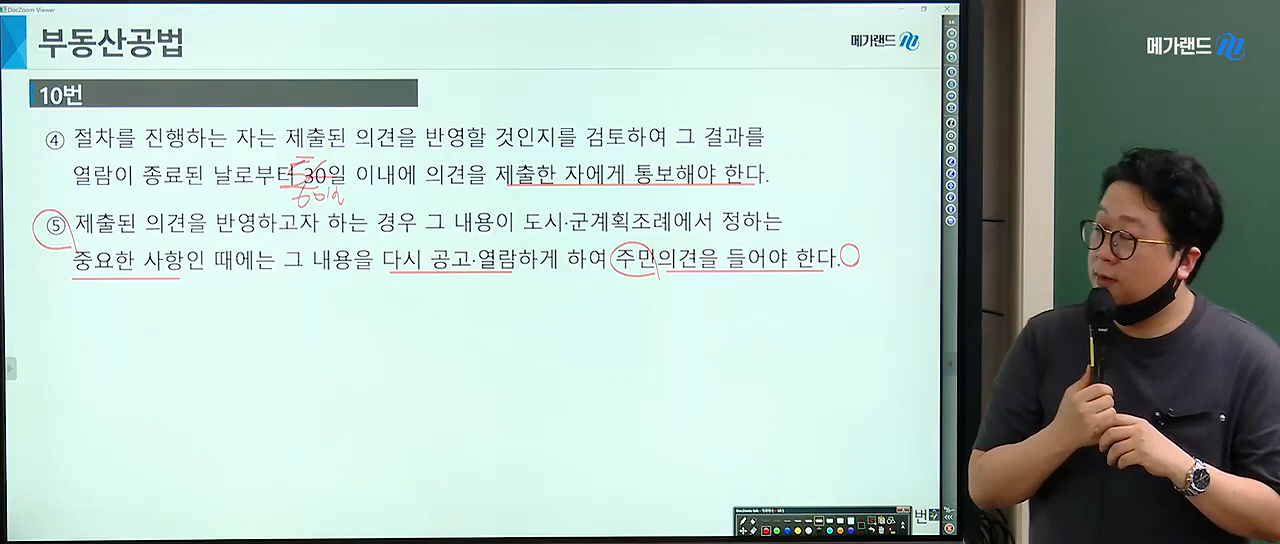 DocZoom Viewer
부동산공법
메가랜드
메가랜드
10번
④ 절차를 진행하는 자는 제출된 의견을 반영할 것인지를 검토하여 그 결과를
열람이 종료된 날로부터 30일 이내에 의견을 제출한 자에게 통보해야 한다.
60일
⑤ 제출된 의견을 반영하고자 하는 경우 그 내용이 도시·군계획조례에서 정하는
중요한 사항인 때에는 그 내용을 다시 공고·열람하게 하여 주민의견을 들어야 한다.
번